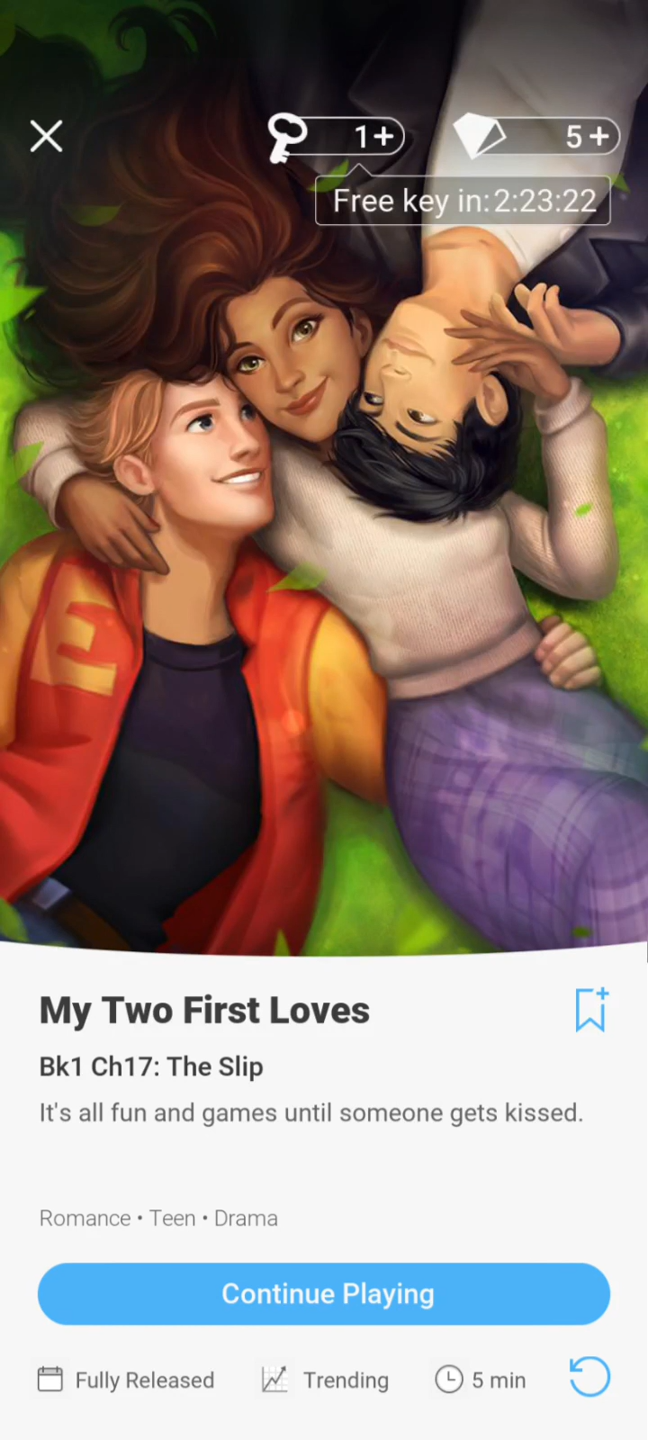 1+
5+
Free key in: 2:23:22
E
My Two First Loves
Bk1 Ch17: The Slip
It's all fun and games until someone gets kissed.
Romance • Teen • Drama
Continue Playing
Fully Released
Trending
5 min